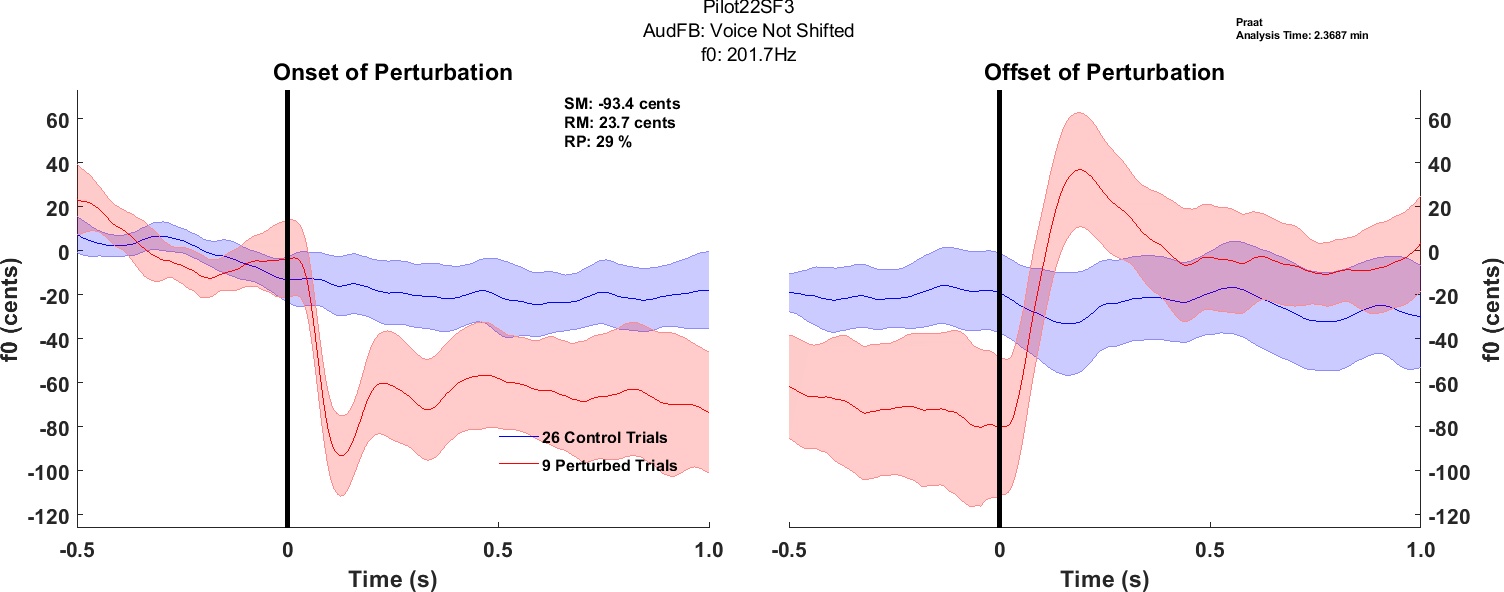 Pilot22SF3
AudFB: Voice Not Shifted
f0: 201.7Hz
Praat
Analysis Time: 2.3687 min
Onset of Perturbation
SM: -93.4 cents
RM: 23.7 cents
RP: 29 %
60
40
20
0
-20
-40
-60
-80
-100
-120
f0 (cents)
26 Control Trials
9 Perturbed Trials
-0.5
0
0.5
1.0
Time (s)
Offset of Perturbation
60
40
20
0
-20
-40
-60
-80
-100
-120
f0 (cents)
-0.5
0
0.5
1.0
Time (s)